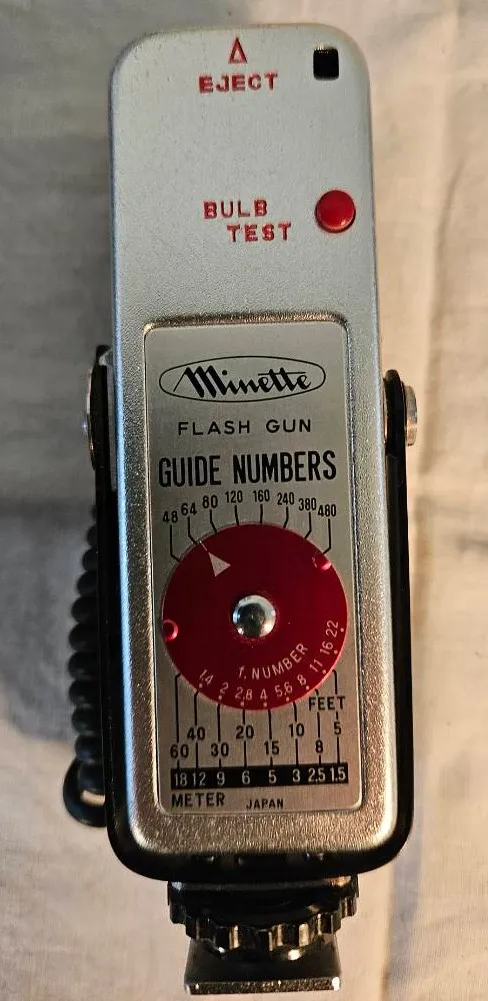 EJECT
BULB
TEST
Minette
FLASH GUN
GUIDE NUMBERS
48 64 80 120 160 240 380 480
f. NUMBER
1.4 2 2.8 4 5.6 8 11 16 22
FEET
40 20 10 5
60 30 15 8
18 12 9 6 5 3 2.5 1.5
METER JAPAN